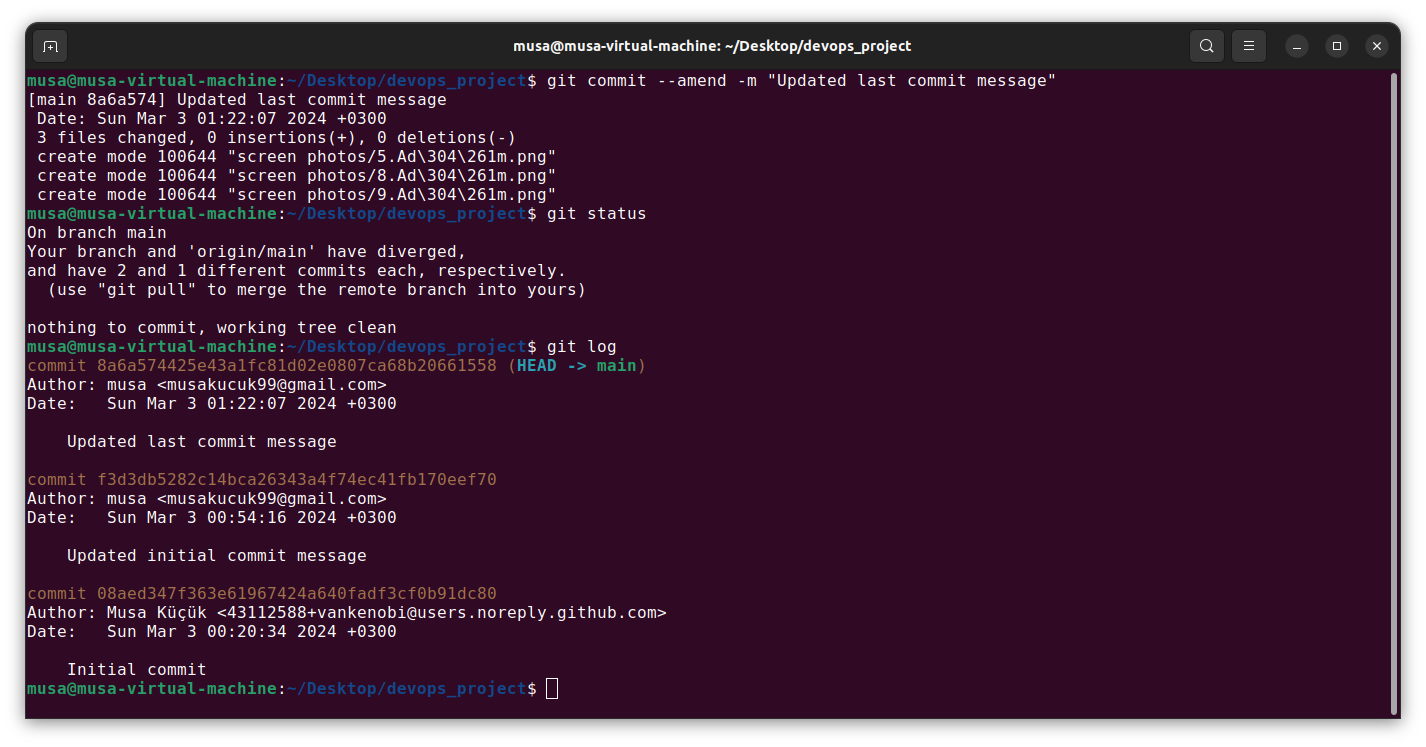 musa@musa-virtual-machine: ~/Desktop/devops_project
musa@musa-virtual-machine:~/Desktop/devops_project$ git commit --amend -m "Updated last commit message"
[main 8a6a574] Updated last commit message
 Date: Sun Mar 3 01:22:07 2024 +0300
 3 files changed, 0 insertions(+), 0 deletions(-)
 create mode 100644 "screen photos/5.Ad\304\261m.png"
 create mode 100644 "screen photos/8.Ad\304\261m.png"
 create mode 100644 "screen photos/9.Ad\304\261m.png"
musa@musa-virtual-machine:~/Desktop/devops_project$ git status
On branch main
Your branch and 'origin/main' have diverged,
and have 2 and 1 different commits each, respectively.
  (use "git pull" to merge the remote branch into yours)

nothing to commit, working tree clean
musa@musa-virtual-machine:~/Desktop/devops_project$ git log
commit 8a6a574425e43a1fc81d02e0807ca68b20661558 (HEAD -> main)
Author: musa <musakucuk99@gmail.com>
Date:   Sun Mar 3 01:22:07 2024 +0300

    Updated last commit message

commit f3d3db5282c14bca26343a4f74ec41fb170eef70
Author: musa <musakucuk99@gmail.com>
Date:   Sun Mar 3 00:54:16 2024 +0300

    Updated initial commit message

commit 08aed347f363e61967424a640fadf3cf0b91dc80
Author: Musa Küçük <43112588+vankenobi@users.noreply.github.com>
Date:   Sun Mar 3 00:20:34 2024 +0300

    Initial commit
musa@musa-virtual-machine:~/Desktop/devops_project$